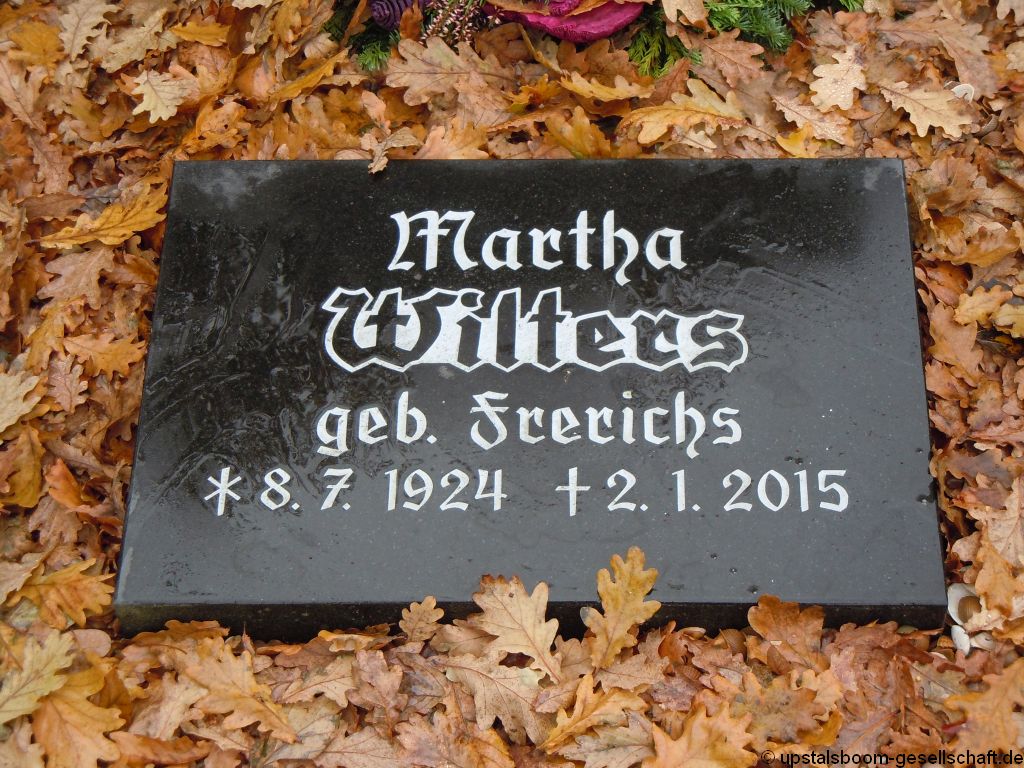 Martha
Wilters
geb. Frerichs
* 8. 7. 1924 † 2. 1. 2015
© upstalsboom-gesellschaft.de